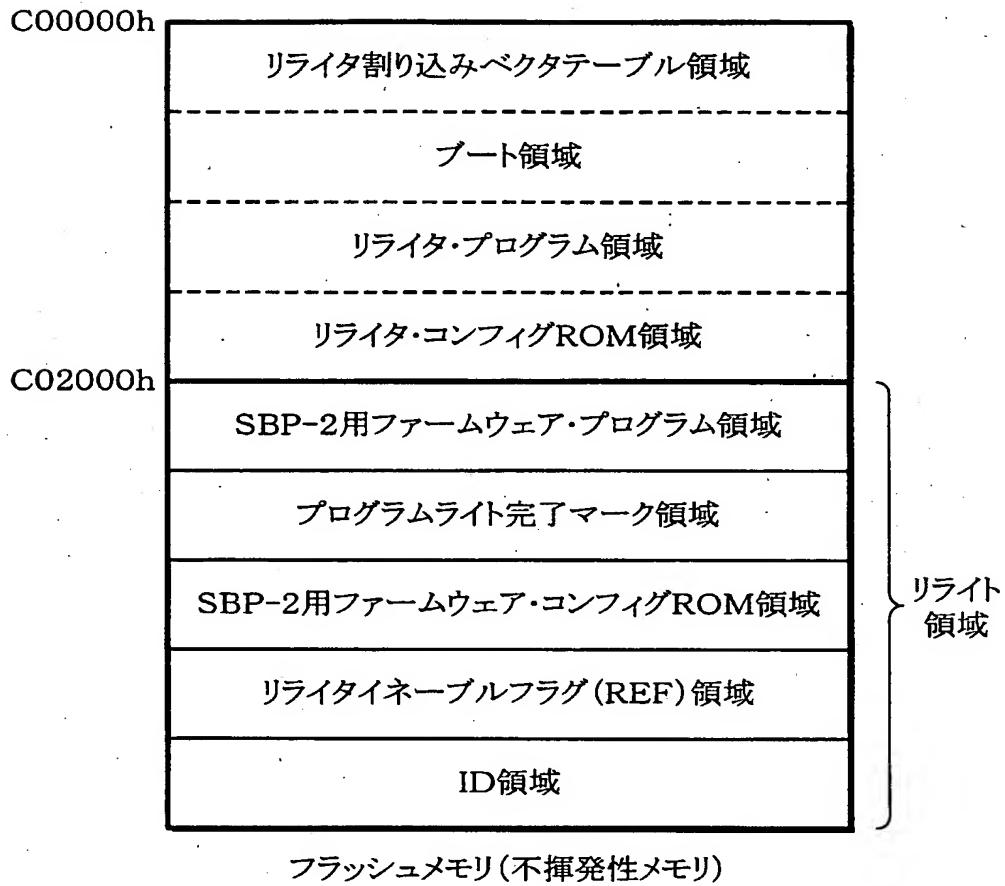 C00000h
リライタ割り込みベクタテーブル領域
ブート領域
リライタ・プログラム領域
リライタ・コンフィグROM領域
C02000h
SBP-2用ファームウェア・プログラム領域
プログラムライト完了マーク領域
SBP-2用ファームウェア・コンフィグROM領域
リライタイネーブルフラグ(REF)領域
ID領域
リライト
領域
フラッシュメモリ(不揮発性メモリ)